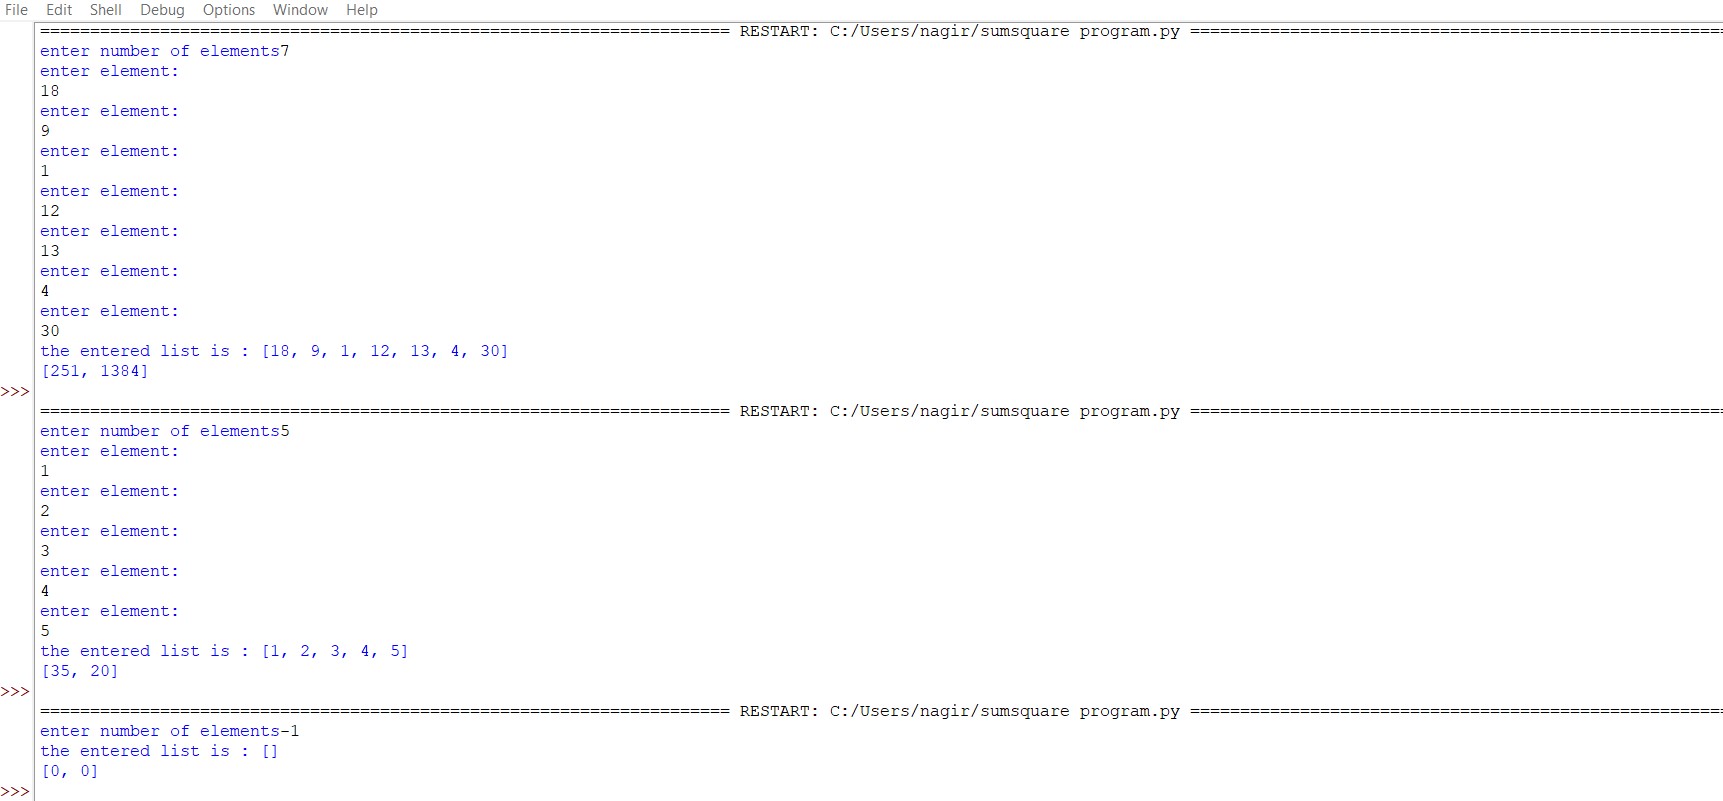 File Edit Shell Debug Options Window Help
===================================================================== RESTART: C:/Users/nagir/sumsquare program.py =====================================================
enter number of elements7
enter element:
18
enter element:
9
enter element:
1
enter element:
12
enter element:
13
enter element:
4
enter element:
30
the entered list is : [18, 9, 1, 12, 13, 4, 30]
[251, 1384]
>>>
===================================================================== RESTART: C:/Users/nagir/sumsquare program.py =====================================================
enter number of elements5
enter element:
1
enter element:
2
enter element:
3
enter element:
4
enter element:
5
the entered list is : [1, 2, 3, 4, 5]
[35, 20]
>>>
===================================================================== RESTART: C:/Users/nagir/sumsquare program.py =====================================================
enter number of elements-1
the entered list is : []
[0, 0]
>>>